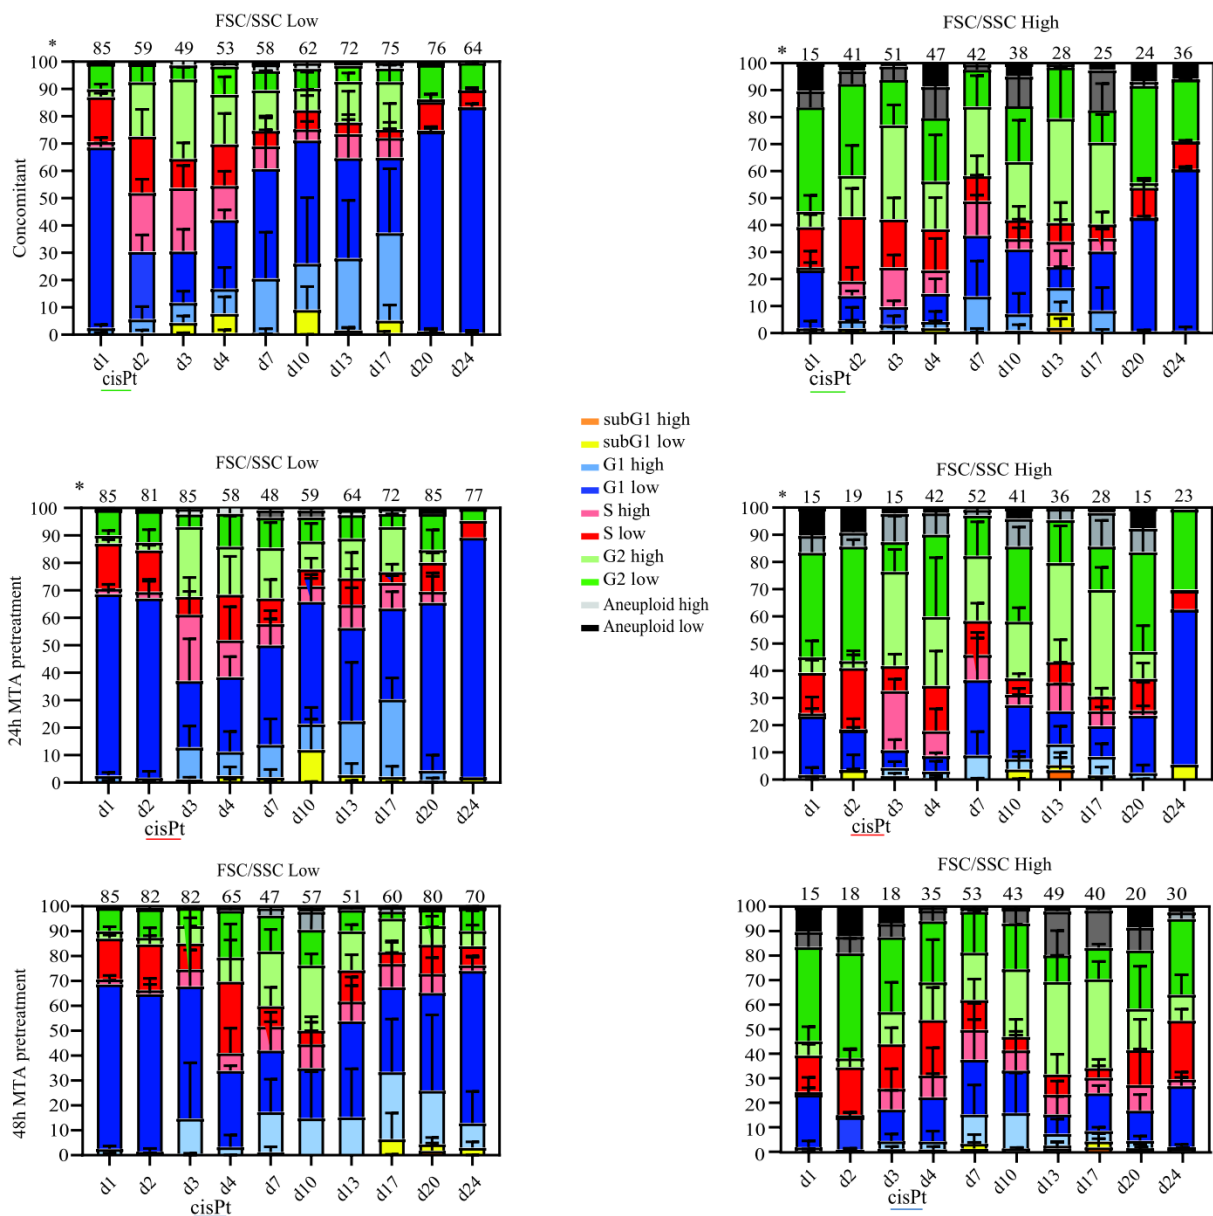 FSC/SSC Low
* 85 59 49 53 58 62 72 75 76 64
Concomitant
100
90
80
70
60
50
40
30
20
10
0
d1 d2 d3 d4 d7 d10 d13 d17 d20 d24
cisPt
FSC/SSC High
* 15 41 51 47 42 38 28 25 24 36
100
90
80
70
60
50
40
30
20
10
0
d1 d2 d3 d4 d7 d10 d13 d17 d20 d24
cisPt
subG1 high
subG1 low
G1 high
G1 low
S high
S low
G2 high
G2 low
Aneuploid high
Aneuploid low
FSC/SSC Low
* 85 81 85 58 48 59 64 72 85 77
24h MTA pretreatment
100
90
80
70
60
50
40
30
20
10
0
d1 d2 d3 d4 d7 d10 d13 d17 d20 d24
cisPt
FSC/SSC High
* 15 19 15 42 52 41 36 28 15 23
100
90
80
70
60
50
40
30
20
10
0
d1 d2 d3 d4 d7 d10 d13 d17 d20 d24
cisPt
FSC/SSC Low
85 82 82 65 47 57 51 60 80 70
48h MTA pretreatment
100
90
80
70
60
50
40
30
20
10
0
d1 d2 d3 d4 d7 d10 d13 d17 d20 d24
cisPt
FSC/SSC High
15 18 18 35 53 43 49 40 20 30
100
90
80
70
60
50
40
30
20
10
0
d1 d2 d3 d4 d7 d10 d13 d17 d20 d24
cisPt